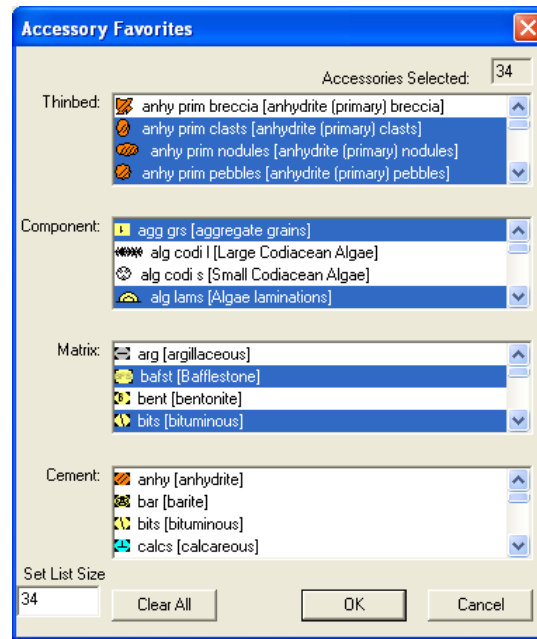 Accessory Favorites
Accessories Selected: 34
Thinbed:
anhy prim breccia [anhydrite (primary) breccia]
anhy prim clasts [anhydrite (primary) clasts]
anhy prim nodules [anhydrite (primary) nodules]
anhy prim pebbles [anhydrite (primary) pebbles]
Component:
agg grs [aggregate grains]
alg codi l [Large Codiacean Algae]
alg codi s [Small Codiacean Algae]
alg lams [Algae laminations]
Matrix:
arg [argillaceous]
bafst [Bafflestone]
bent [bentonite]
bits [bituminous]
Cement:
anhy [anhydrite]
bar [barite]
bits [bituminous]
calcs [calcareous]
Set List Size
34
Clear All
OK
Cancel